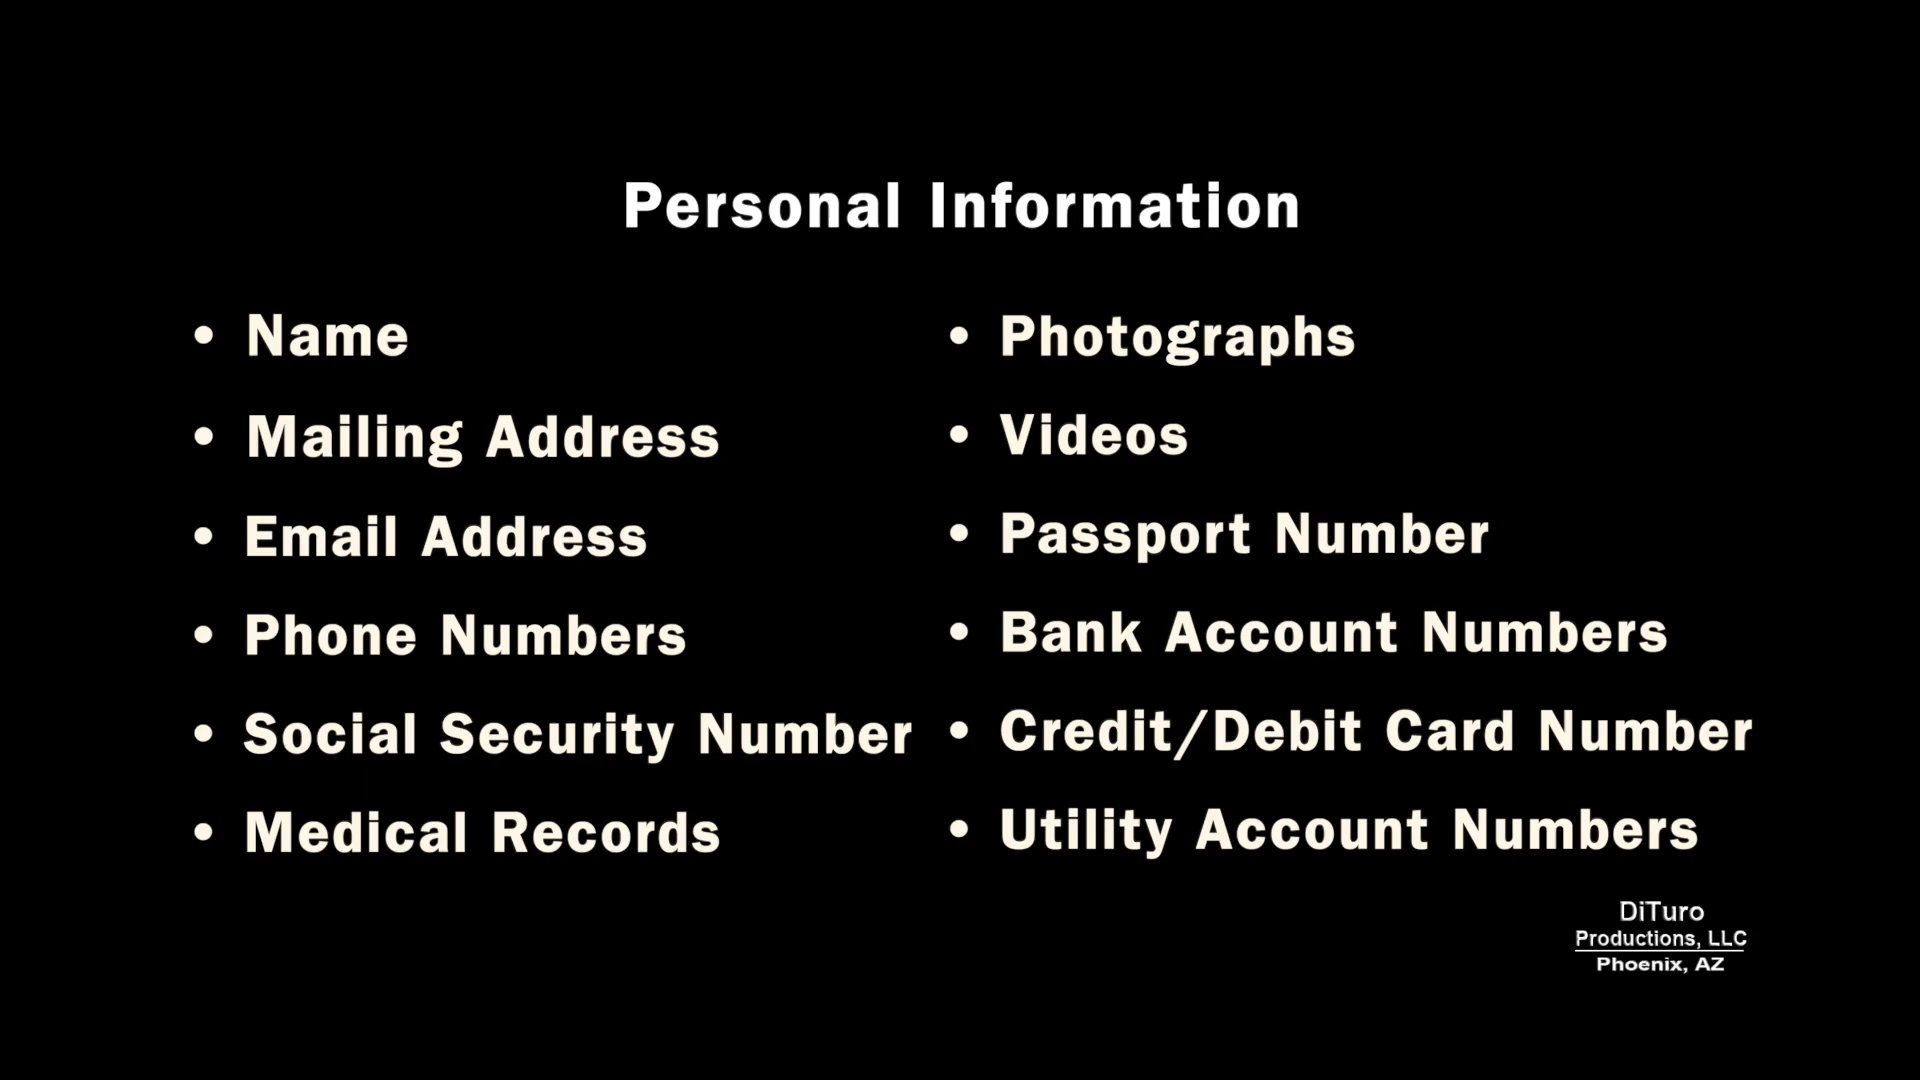 Personal Information
• Name
• Mailing Address
• Email Address
• Phone Numbers
• Social Security Number
• Medical Records
• Photographs
• Videos
• Passport Number
• Bank Account Numbers
• Credit/Debit Card Number
• Utility Account Numbers
DiTuro
Productions, LLC
Phoenix, AZ